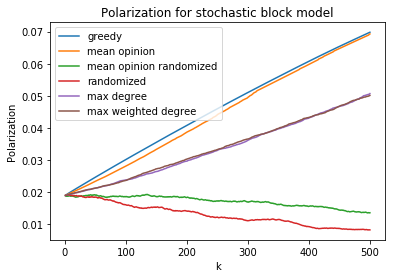 Polarization for stochastic block model
0.07
0.06
0.05
0.04
0.03
0.02
0.01
Polarization
greedy
mean opinion
mean opinion randomized
randomized
max degree
max weighted degree
0 100 200 300 400 500
k